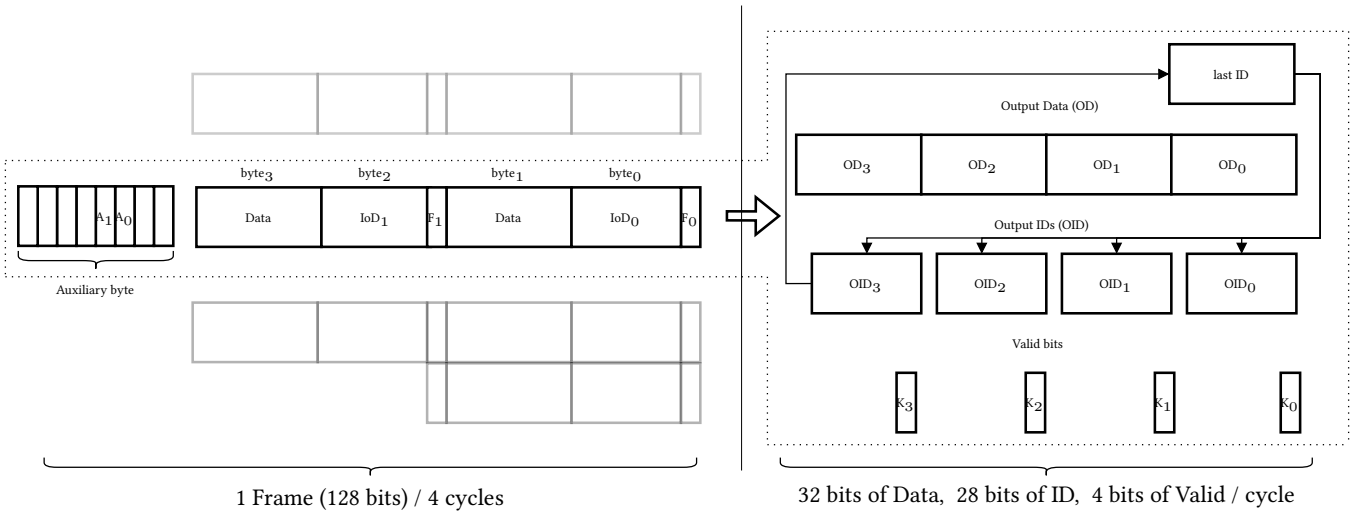 last ID
Output Data (OD)
byte3 byte2 byte1 byte0
OD3 OD2 OD1 OD0
A1 A0 Data IoD1 F1 Data IoD0 F0
Output IDs (OID)
Auxiliary byte
OID3 OID2 OID1 OID0
Valid bits
K3 K2 K1 K0
1 Frame (128 bits) / 4 cycles
32 bits of Data, 28 bits of ID, 4 bits of Valid / cycle